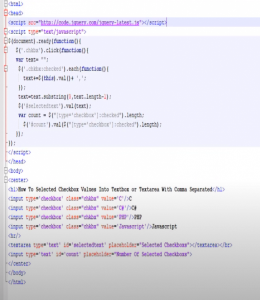 <html>
<head>
<script src="http://code.jquery.com/jquery-latest.js"></script>
<script type="text/javascript">
$(document).ready(function(){
$('.chkbx').click(function(){
var text= "";
$('.chkbx:checked').each(function(){
text+=$(this).val()+ ',';
});
text=text.substring(0,text.length-1);
$('#selectedtext').val(text);
var count = $("[type='checkbox']:checked").length;
$('#count').val($("[type='checkbox']:checked").length);
});
});
</script>
</head>
<body>
<center>
<h1>How To Selected Checkbox Values Into Textbox or Textarea With Comma Separated</h1>
<input type='checkbox' class="chkbx" value='C'/>C
<input type='checkbox' class="chkbx" value='C#'/>C#
<input type='checkbox' class="chkbx" value='PHP'/>PHP
<input type='checkbox' class="chkbx" value='Javascript'/>Javascript
<br/>
<textarea type='text' id='selectedtext' placeholder="Selected Checkboxs"></textarea><br/>
<input type='text' id='count' placeholder="Number Of Selected Checkboxs">
</center>
</body>
</html>